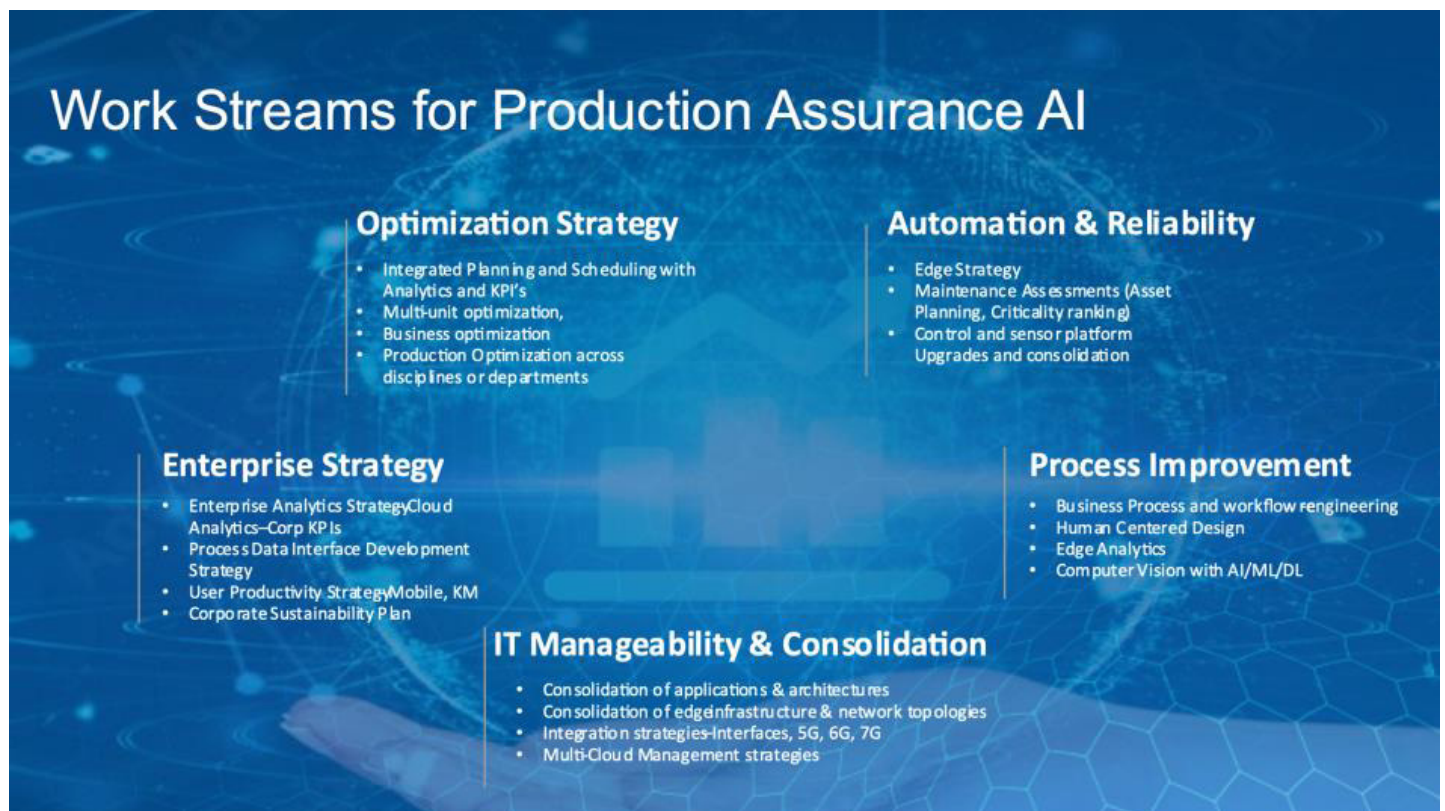 Work Streams for Production Assurance AI
Optimization Strategy
• Integrated Planning and Scheduling with
Analytics and KPI's
• Multi-unit optimization,
• Business optimization
• Production Optimization across
disciplines or departments
Automation & Reliability
• Edge Strategy
• Maintenance Assessments (Asset
Planning, Criticality ranking)
• Control and sensor platform
Upgrades and consolidation
Enterprise Strategy
• Enterprise Analytics Strategy-Cloud
Analytics–Corp KPIs
• Process Data Interface Development
Strategy
• User Productivity Strategy-Mobile, KM
• Corporate Sustainability Plan
Process Improvement
• Business Process and workflow re-engineering
• Human Centered Design
• Edge Analytics
• Computer Vision with AI/ML/DL
IT Manageability & Consolidation
• Consolidation of applications & architectures
• Consolidation of edge infrastructure & network topologies
• Integration strategies–Interfaces, 5G, 6G, 7G
• Multi-Cloud Management strategies